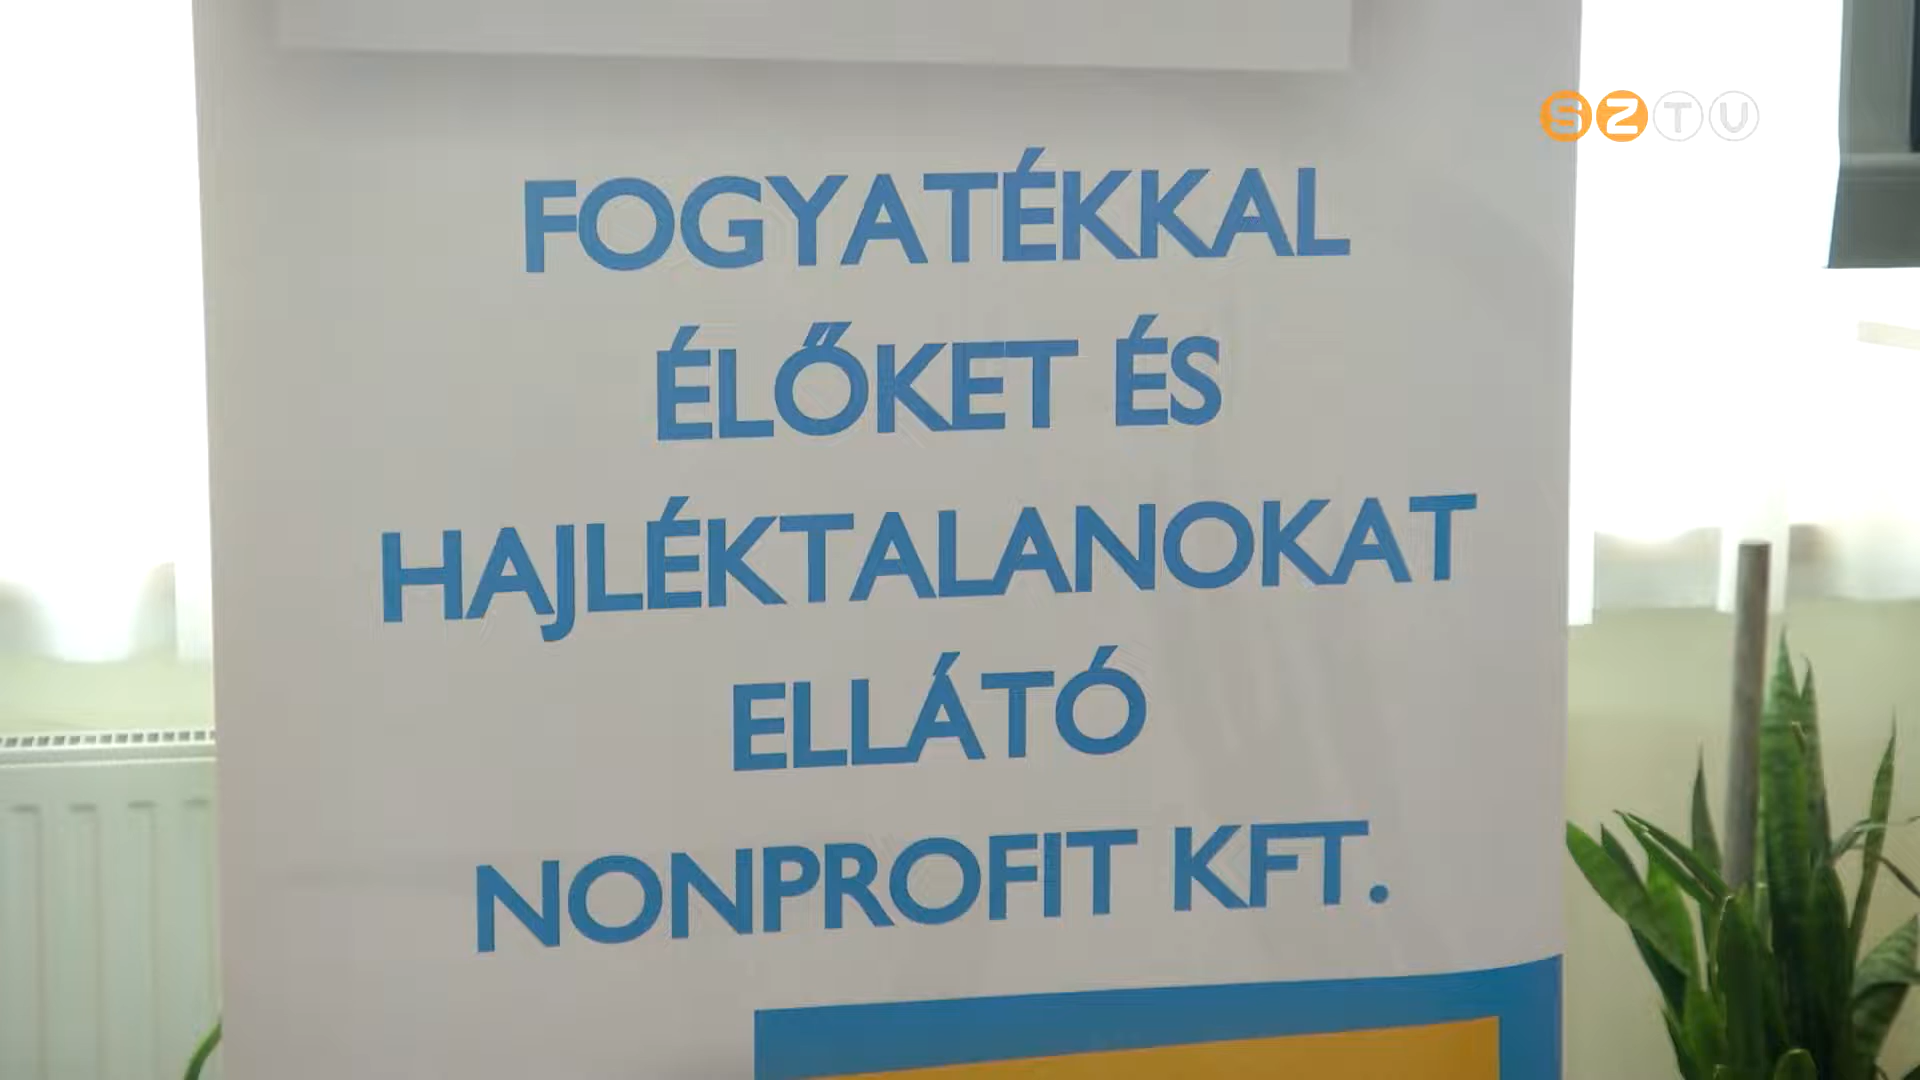 SZTV
FOGYATÉKKAL
ÉLŐKET ÉS
HAJLÉKTALANOKAT
ELLÁTÓ
NONPROFIT KFT.